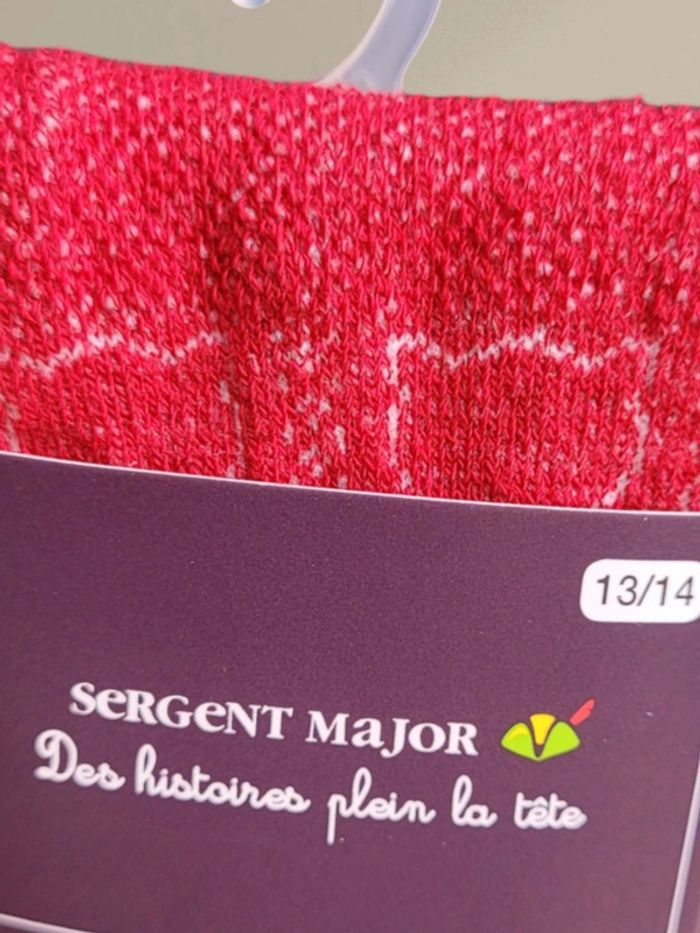 13/14
SeRGeNT MaJOR
Des histoires plein la tête